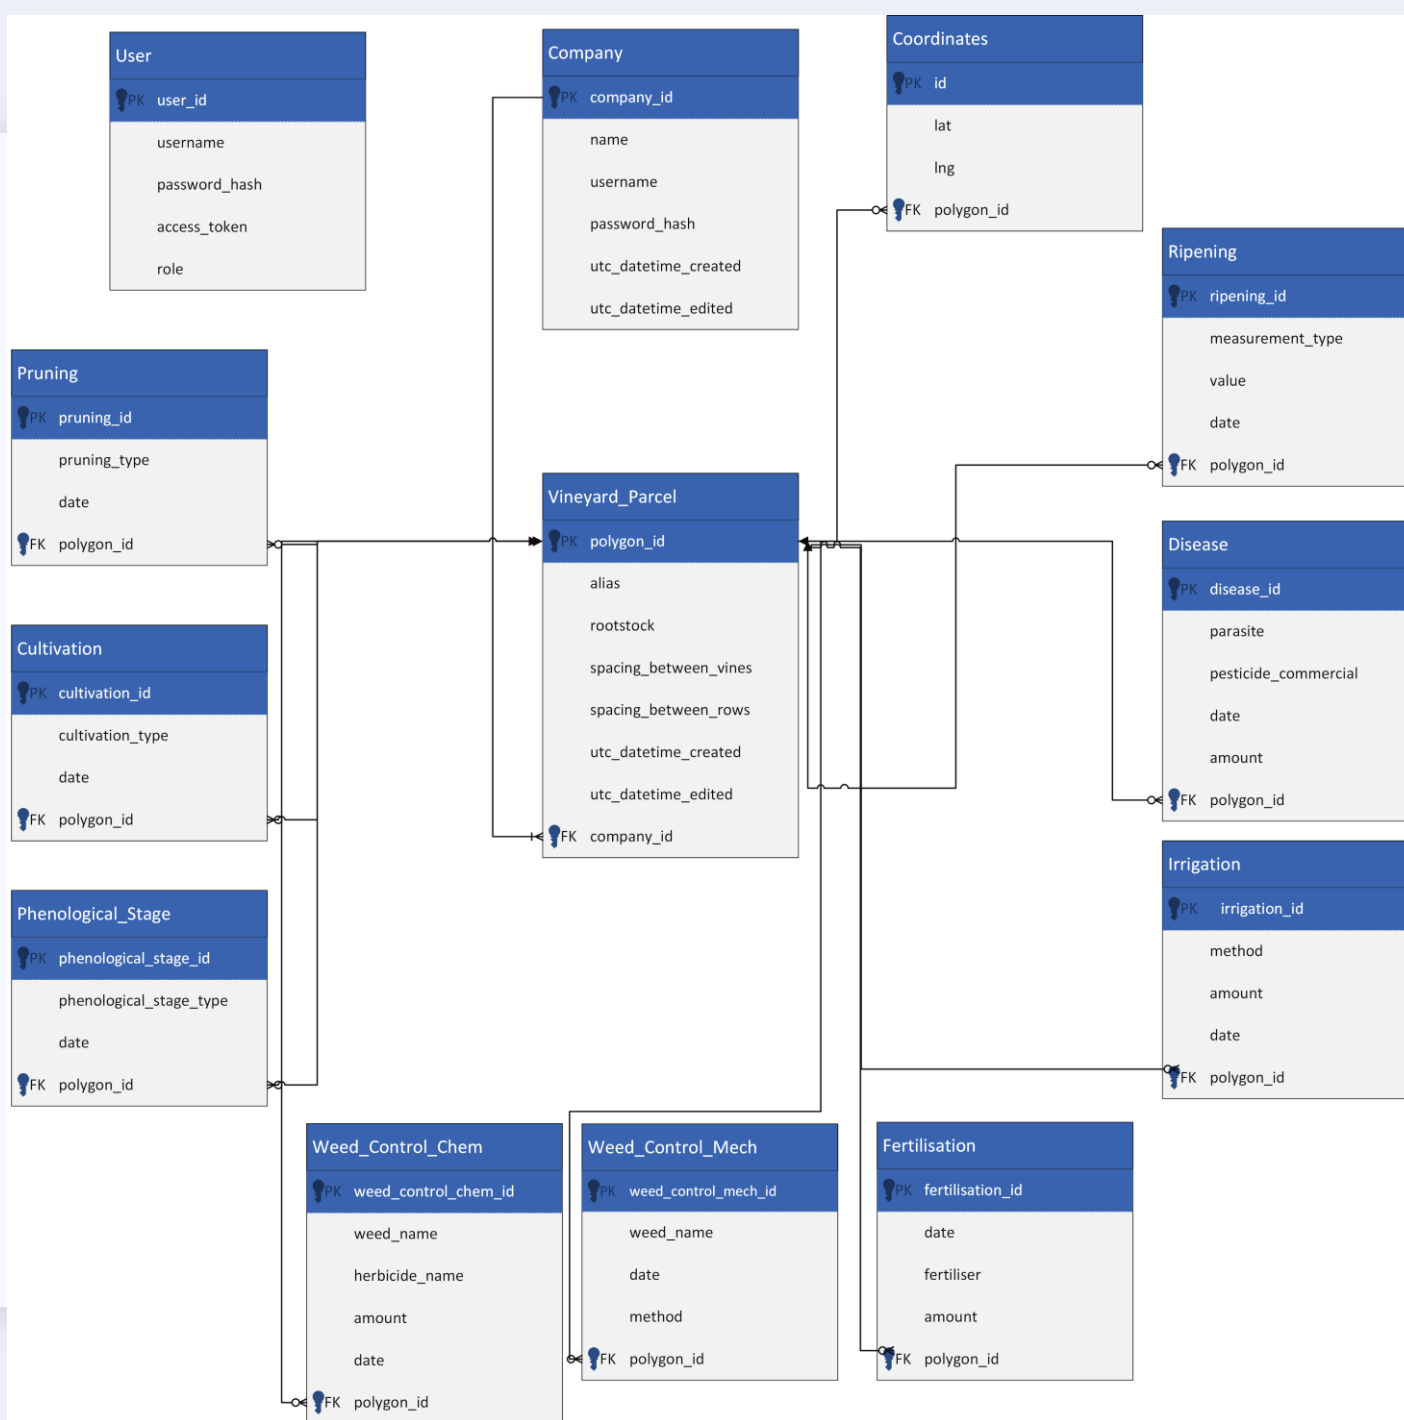 User
PK user_id
username
password_hash
access_token
role
Company
PK company_id
name
username
password_hash
utc_datetime_created
utc_datetime_edited
Coordinates
PK id
lat
lng
FK polygon_id
Ripening
PK ripening_id
measurement_type
value
date
FK polygon_id
Pruning
PK pruning_id
pruning_type
date
FK polygon_id
Vineyard_Parcel
PK polygon_id
alias
rootstock
spacing_between_vines
spacing_between_rows
utc_datetime_created
utc_datetime_edited
FK company_id
Disease
PK disease_id
parasite
pesticide_commercial
date
amount
FK polygon_id
Cultivation
PK cultivation_id
cultivation_type
date
FK polygon_id
Irrigation
PK irrigation_id
method
amount
date
FK polygon_id
Phenological_Stage
PK phenological_stage_id
phenological_stage_type
date
FK polygon_id
Weed_Control_Chem
PK weed_control_chem_id
weed_name
herbicide_name
amount
date
FK polygon_id
Weed_Control_Mech
PK weed_control_mech_id
weed_name
date
method
FK polygon_id
Fertilisation
PK fertilisation_id
date
fertiliser
amount
FK polygon_id